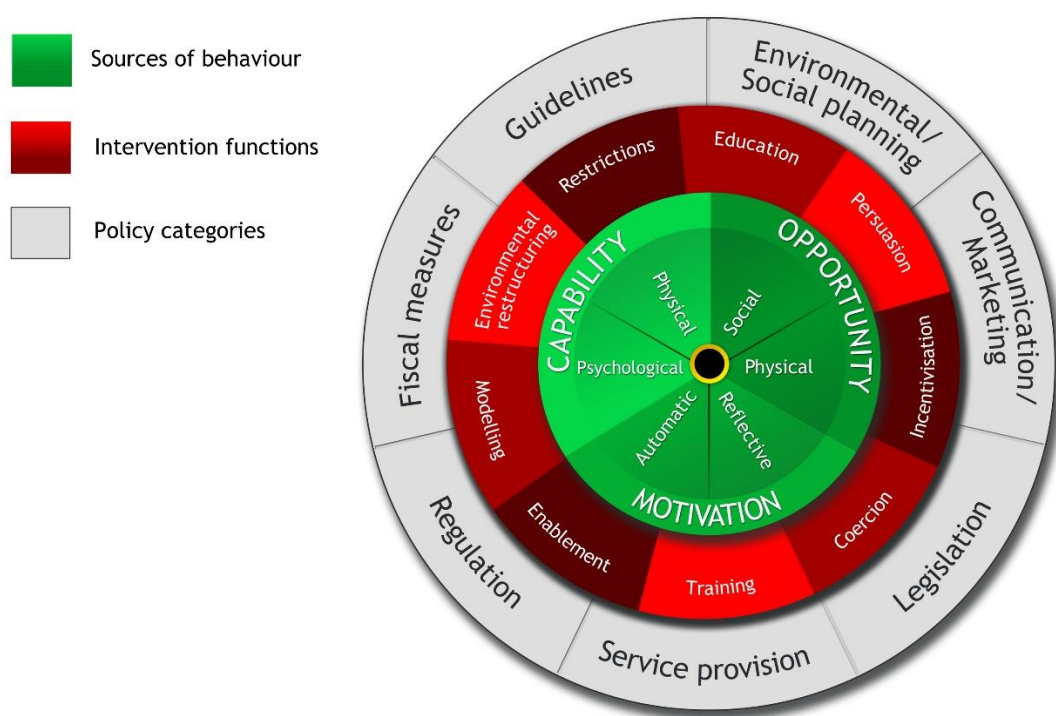 Sources of behaviour
Intervention functions
Policy categories
Guidelines
Environmental/
Social planning
Communication/
Marketing
Legislation
Service provision
Regulation
Fiscal measures
Restrictions
Education
Persuasion
Incentivisation
Coercion
Training
Enablement
Modelling
Environmental
restructuring
CAPABILITY
OPPORTUNITY
MOTIVATION
Physical
Social
Physical
Reflective
Automatic
Psychological